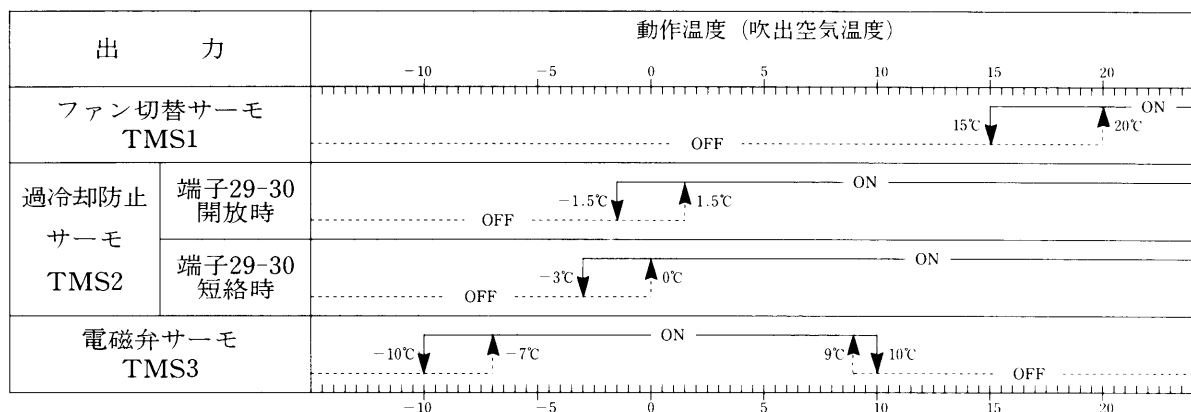 出 力
動作温度 (吹出空気温度)
-10 -5 0 5 10 15 20
ファン切替サーモ
TMS1
OFF
15℃
20℃
ON
過冷却防止
サーモ
TMS2
端子29-30
開放時
OFF
-1.5℃
1.5℃
ON
端子29-30
短絡時
OFF
-3℃
0℃
ON
電磁弁サーモ
TMS3
-10℃
-7℃
ON
9℃
10℃
OFF
-10 -5 0 5 10 15 20